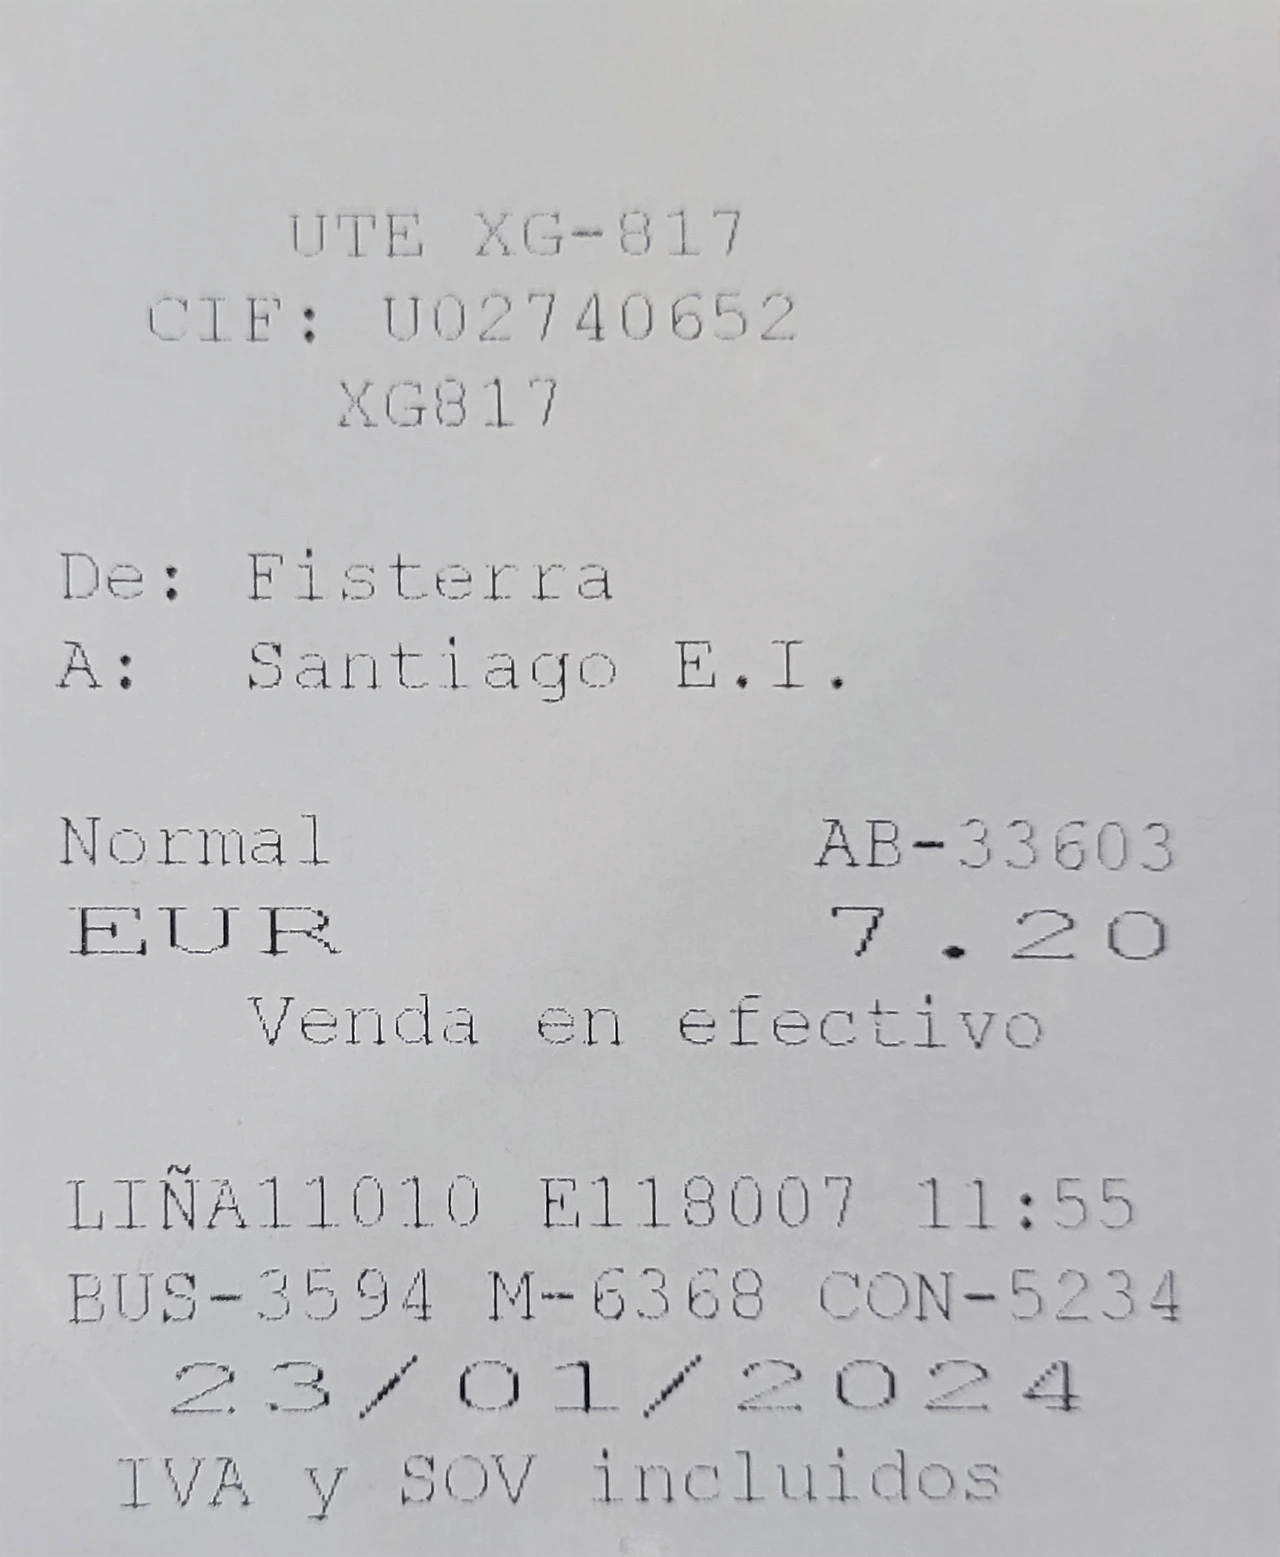 UTE XG-817
CIF: U02740652
XG817
De: Fisterra
A: Santiago E.I.
Normal AB-33603
EUR 7.20
Venda en efectivo
LIÑA11010 E118007 11:55
BUS-3594 M-6368 CON-5234
23/01/2024
IVA y SOV incluidos